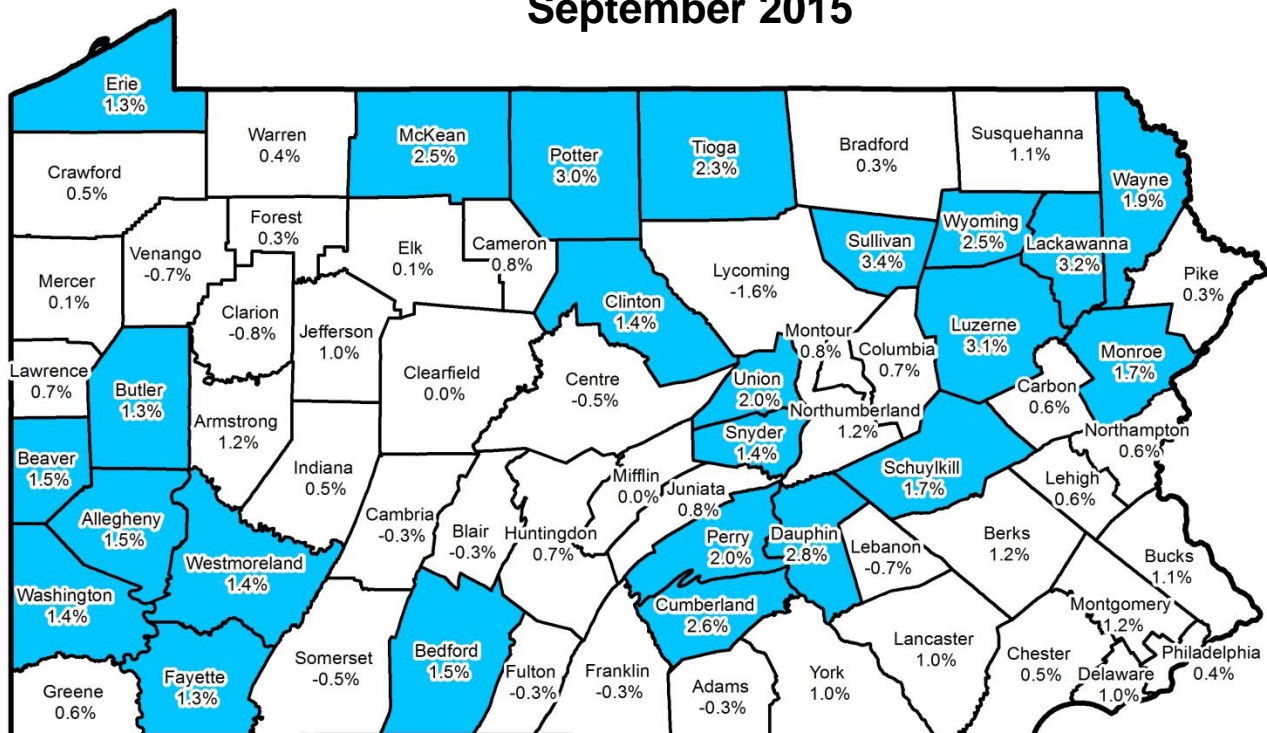 September 2015
Erie
1.3%
Warren
0.4%
McKean
2.5%
Potter
3.0%
Tioga
2.3%
Bradford
0.3%
Susquehanna
1.1%
Wayne
1.9%
Crawford
0.5%
Forest
0.3%
Venango
-0.7%
Elk
0.1%
Cameron
0.8%
Sullivan
3.4%
Wyoming
2.5%
Lackawanna
3.2%
Pike
0.3%
Mercer
0.1%
Clarion
-0.8%
Jefferson
1.0%
Clinton
1.4%
Lycoming
-1.6%
Montour
0.8%
Columbia
0.7%
Luzerne
3.1%
Monroe
1.7%
Lawrence
0.7%
Butler
1.3%
Clearfield
0.0%
Centre
-0.5%
Union
2.0%
Carbon
0.6%
Armstrong
1.2%
Northumberland
1.2%
Northampton
0.6%
Beaver
1.5%
Indiana
0.5%
Snyder
1.4%
Mifflin
0.0%
Juniata
0.8%
Schuylkill
1.7%
Lehigh
0.6%
Allegheny
1.5%
Cambria
-0.3%
Blair
-0.3%
Huntingdon
0.7%
Perry
2.0%
Dauphin
2.8%
Lebanon
-0.7%
Berks
1.2%
Bucks
1.1%
Westmoreland
1.4%
Washington
1.4%
Cumberland
2.6%
Montgomery
1.2%
Somerset
-0.5%
Bedford
1.5%
Lancaster
1.0%
Chester
0.5%
Philadelphia
0.4%
Greene
0.6%
Fayette
1.3%
Fulton
-0.3%
Franklin
-0.3%
Adams
-0.3%
York
1.0%
Delaware
1.0%